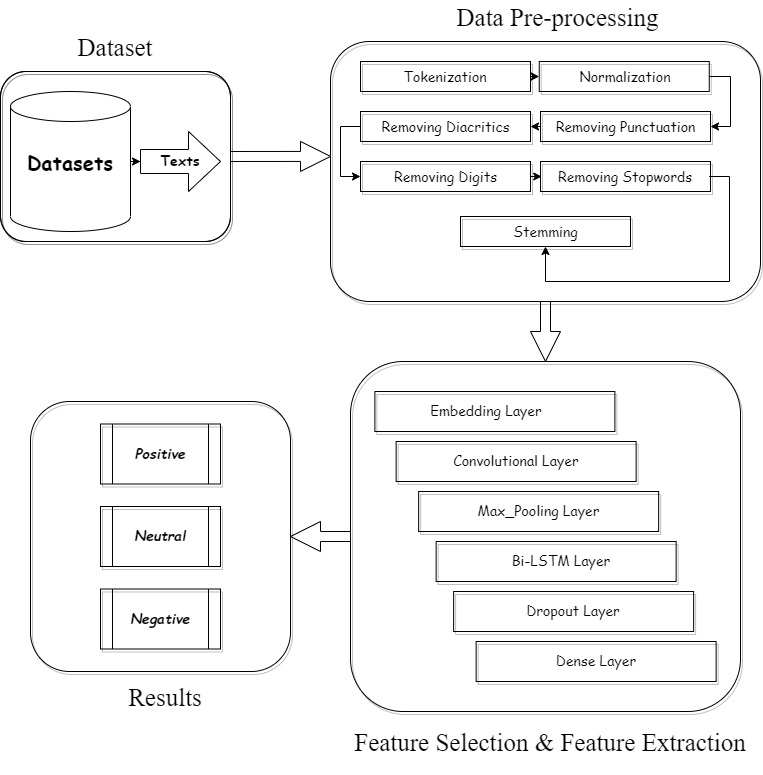 Dataset
Datasets
Texts
Data Pre-processing
Tokenization
Normalization
Removing Diacritics
Removing Punctuation
Removing Digits
Removing Stopwords
Stemming
Embedding Layer
Convolutional Layer
Max_Pooling Layer
Bi-LSTM Layer
Dropout Layer
Dense Layer
Feature Selection & Feature Extraction
Positive
Neutral
Negative
Results